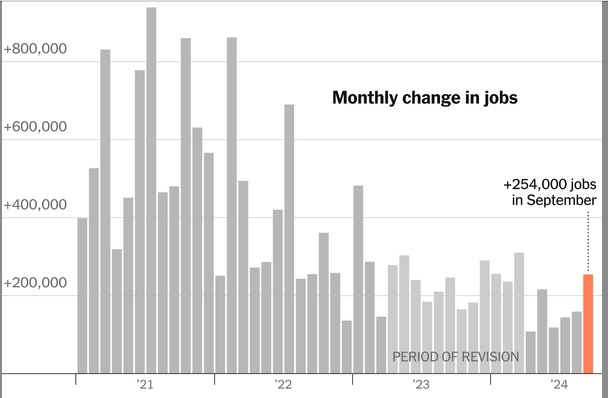 +800,000
Monthly change in jobs
+600,000
+254,000 jobs
in September
+400,000
+200,000
PERIOD OF REVISION
'21
'22
'23
'24